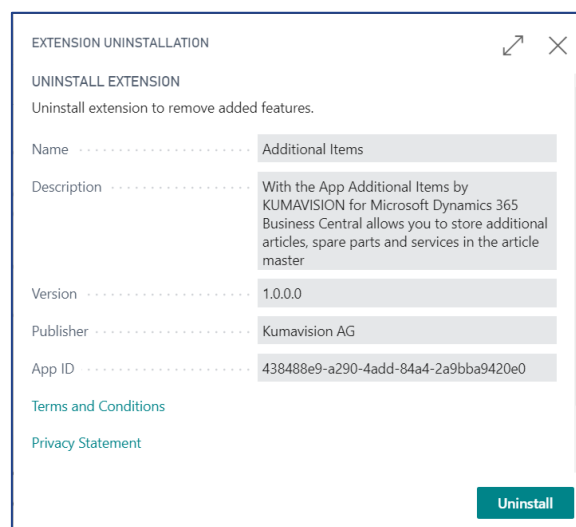 EXTENSION UNINSTALLATION
UNINSTALL EXTENSION
Uninstall extension to remove added features.
Name Additional Items
Description With the App Additional Items by
KUMAVISION for Microsoft Dynamics 365
Business Central allows you to store additional
articles, spare parts and services in the article
master
Version 1.0.0.0
Publisher Kumavision AG
App ID 438488e9-a290-4add-84a4-2a9bba9420e0
Terms and Conditions
Privacy Statement
Uninstall